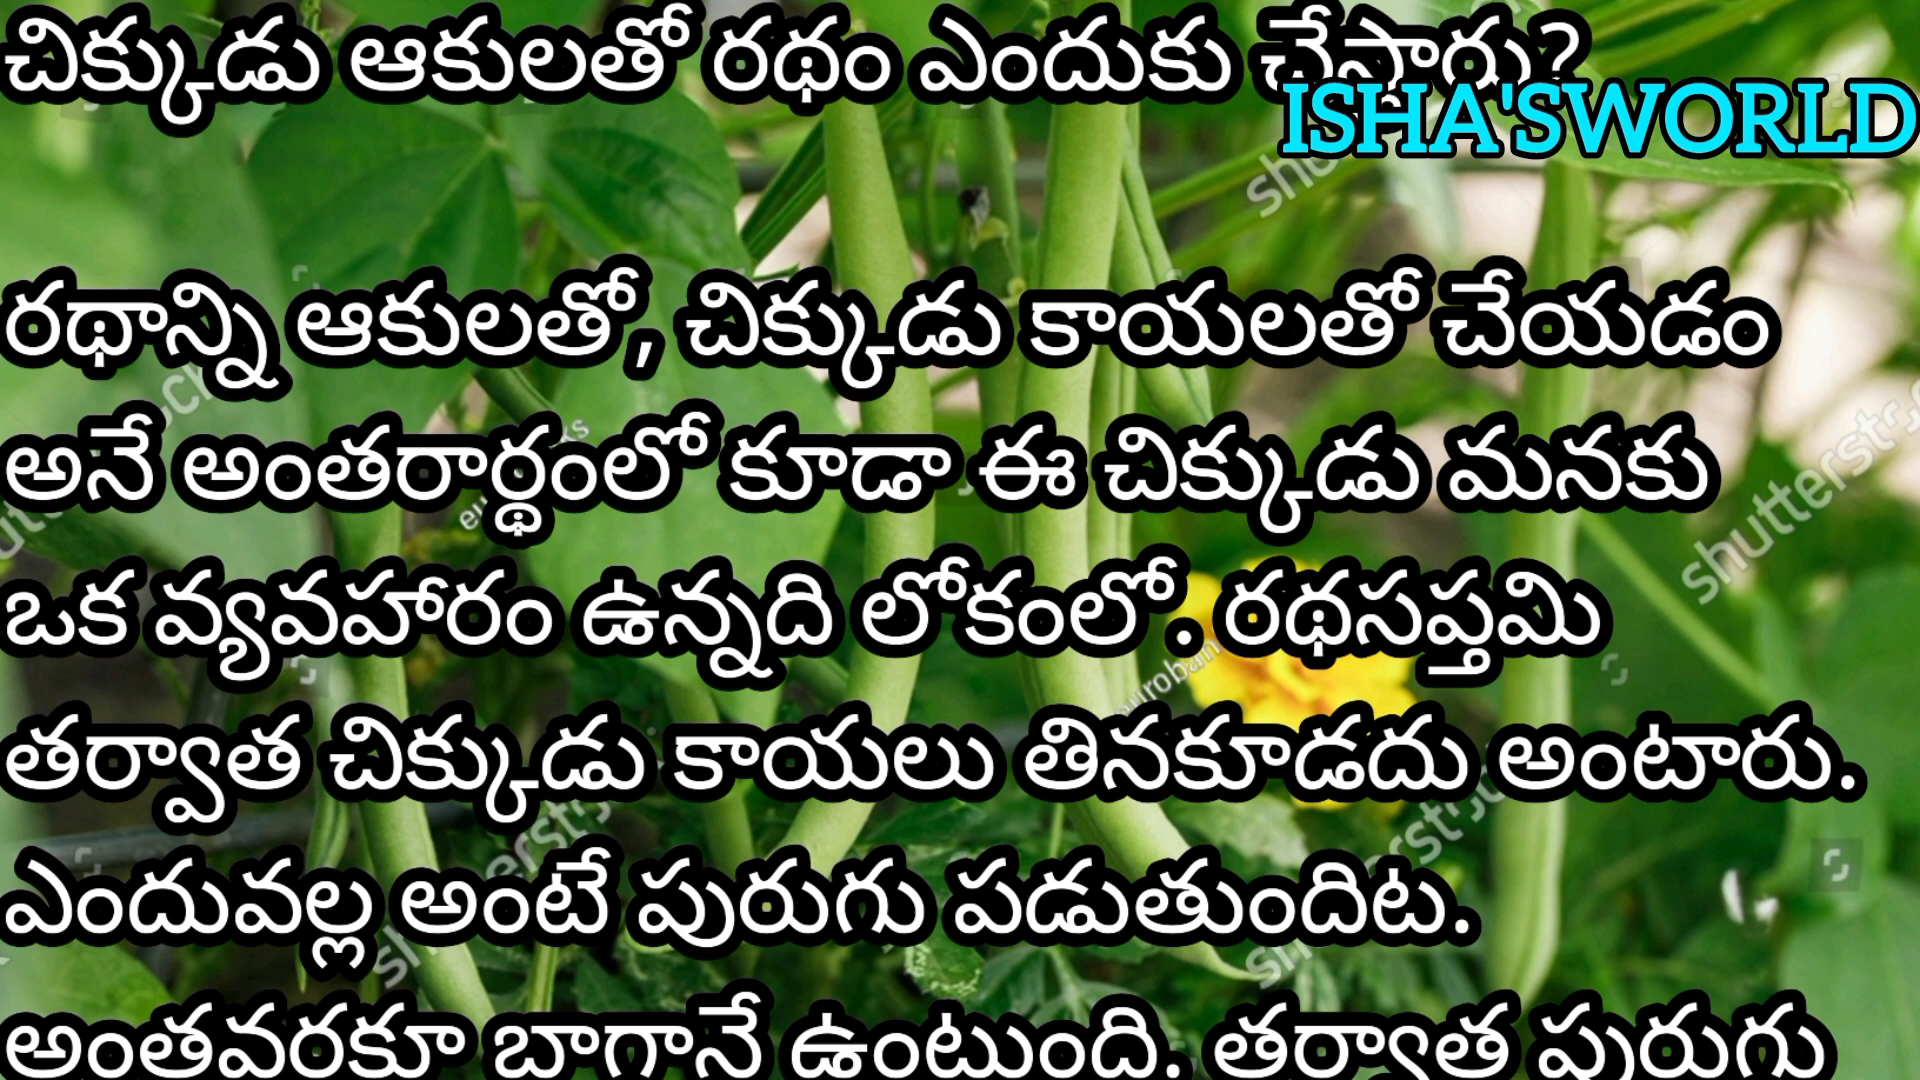 చిక్కుడు ఆకులతో రథం ఎందుకు చేస్తారు?
ISHA'SWORLD
రథాన్ని ఆకులతో, చిక్కుడు కాయలతో చేయడం
అనే అంతరార్థంలో కూడా ఈ చిక్కుడు మనకు
ఒక వ్యవహారం ఉన్నది లోకంలో. రథసప్తమి
తర్వాత చిక్కుడు కాయలు తినకూడదు అంటారు.
ఎందువల్ల అంటే పురుగు పడుతుందిట.
అంతవరకూ బాగానే ఉంటుంది. తర్వాత పురుగు
shutterstock